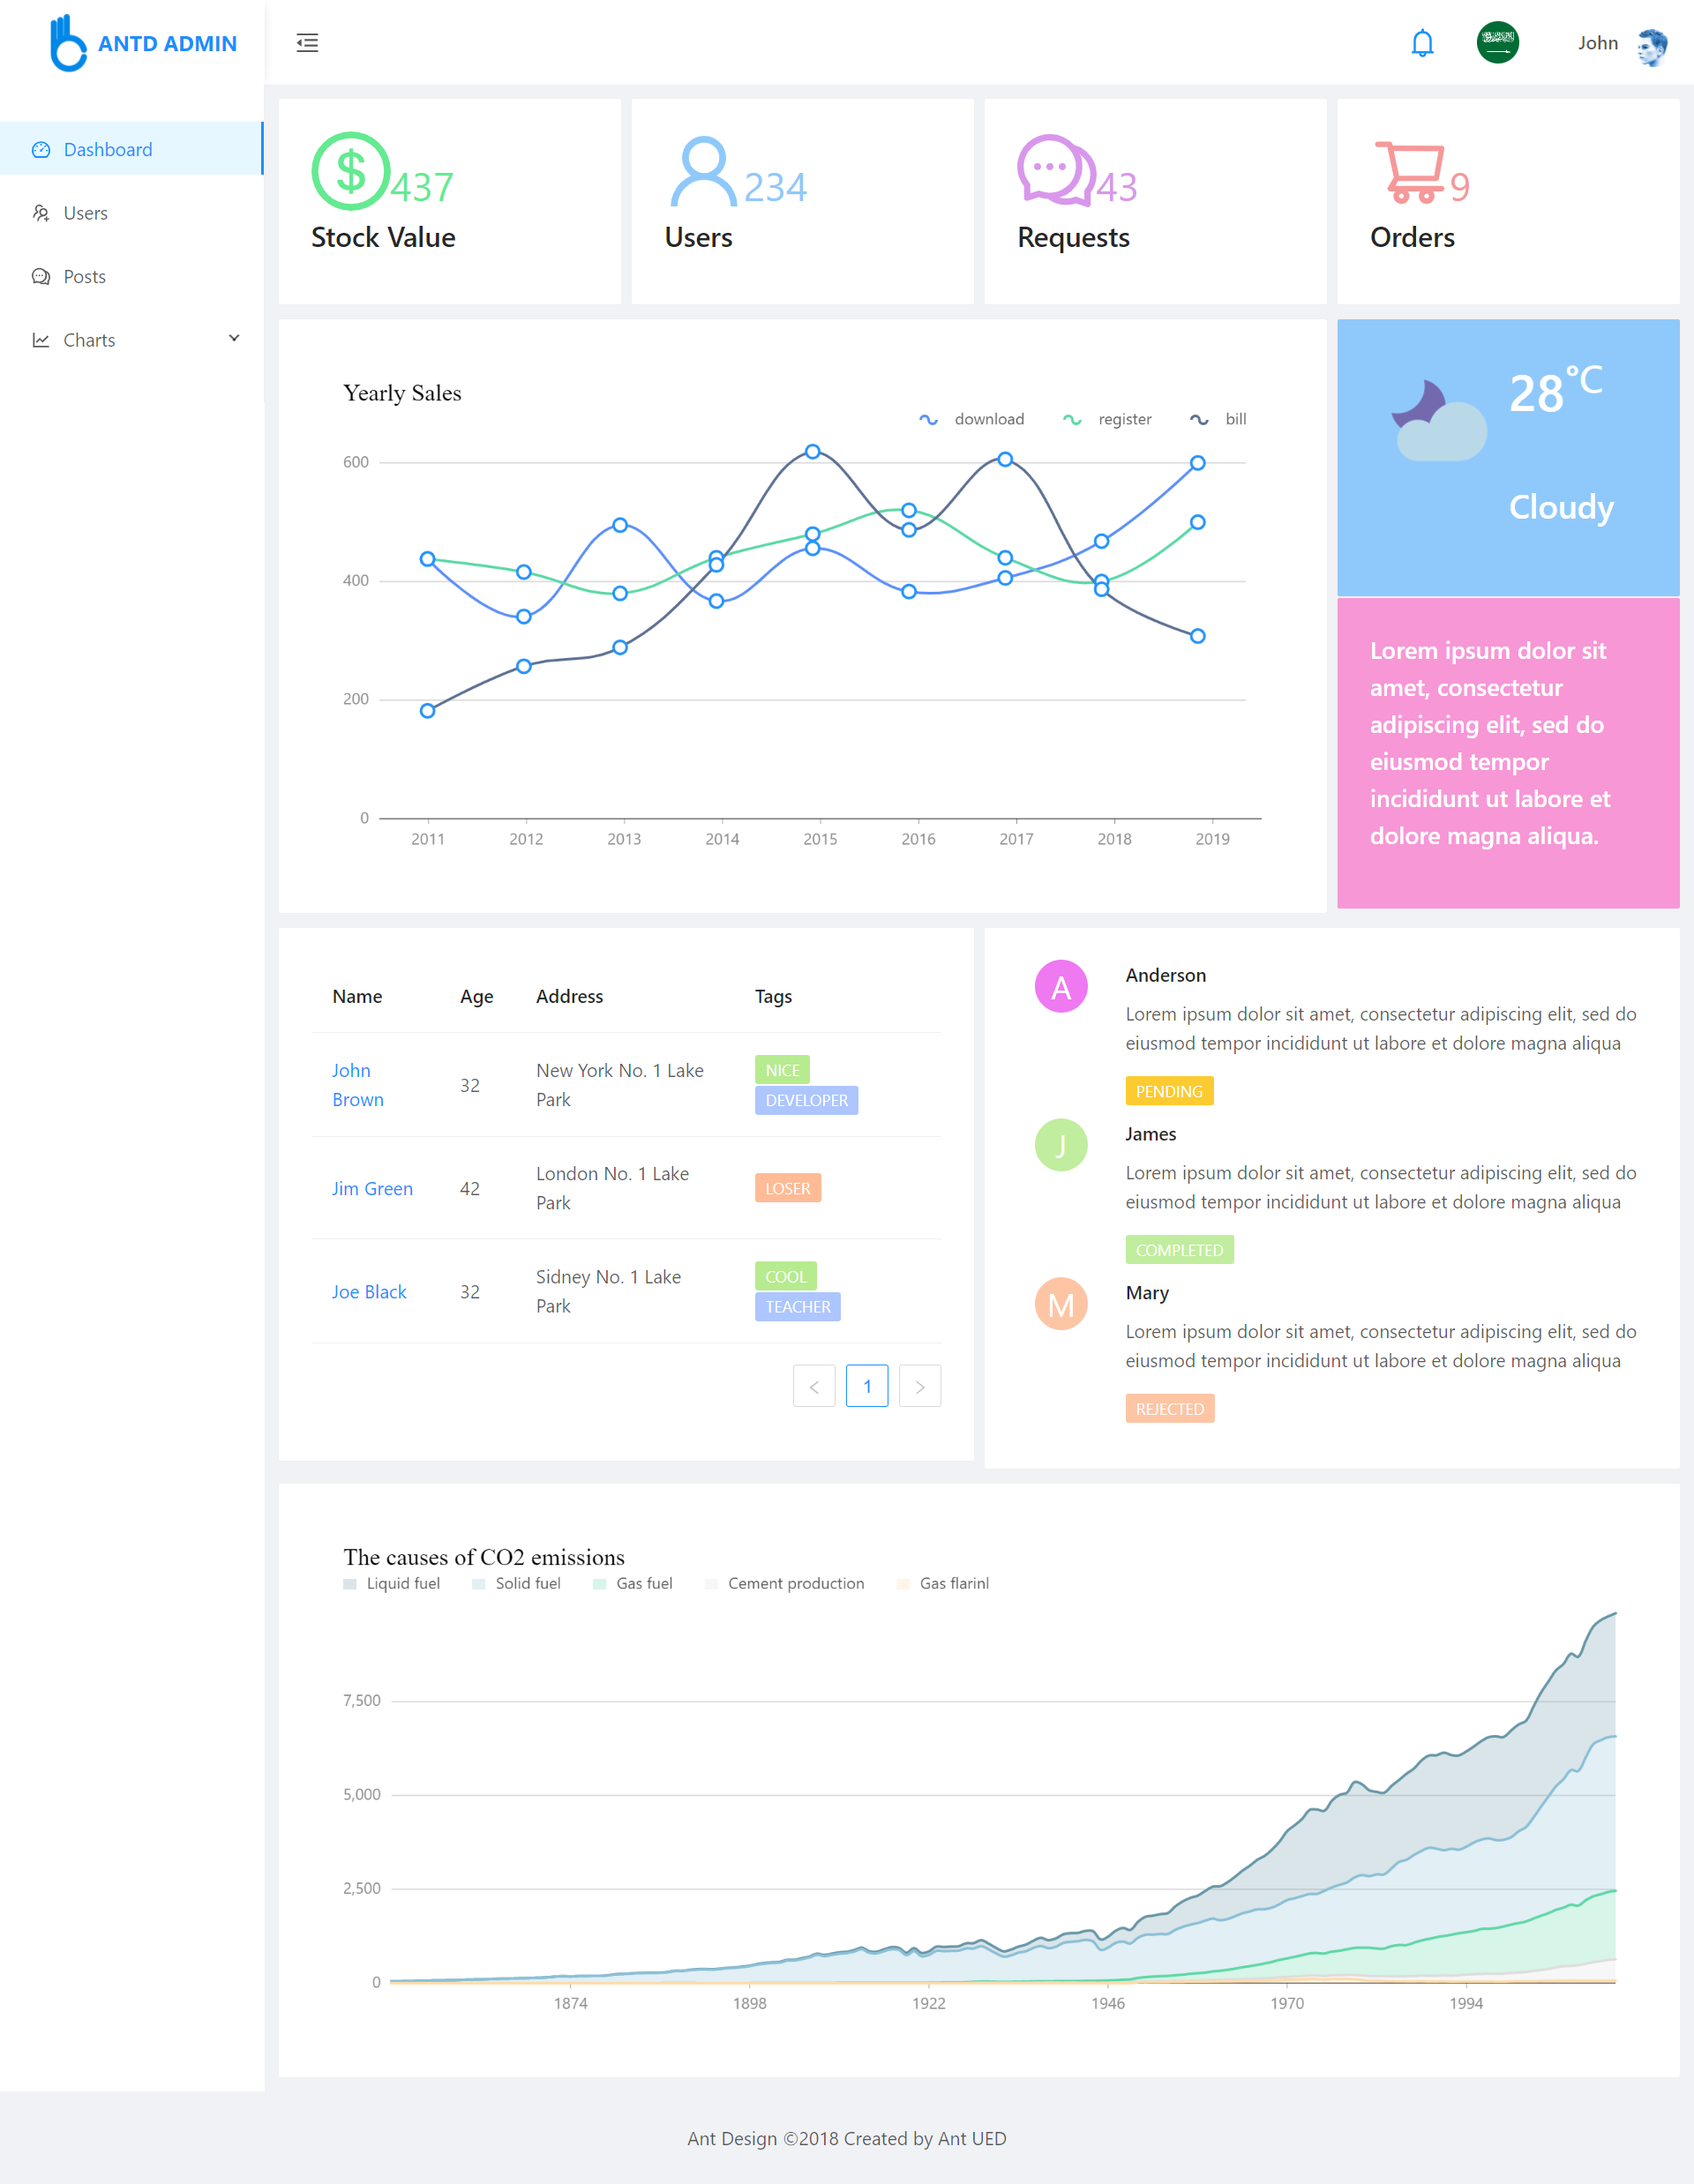 ANTD ADMIN
John
Dashboard
Users
Posts
Charts
$ 437
Stock Value
234
Users
43
Requests
9
Orders
Yearly Sales
download register bill
600
400
200
0
2011 2012 2013 2014 2015 2016 2017 2018 2019
28℃
Cloudy
Lorem ipsum dolor sit
amet, consectetur
adipiscing elit, sed do
eiusmod tempor
incididunt ut labore et
dolore magna aliqua.
Name Age Address Tags
John
Brown
32
New York No. 1 Lake
Park
NICE
DEVELOPER
Jim Green
42
London No. 1 Lake
Park
LOSER
Joe Black
32
Sidney No. 1 Lake
Park
COOL
TEACHER
< 1 >
A
Anderson
Lorem ipsum dolor sit amet, consectetur adipiscing elit, sed do
eiusmod tempor incididunt ut labore et dolore magna aliqua
PENDING
J
James
Lorem ipsum dolor sit amet, consectetur adipiscing elit, sed do
eiusmod tempor incididunt ut labore et dolore magna aliqua
COMPLETED
M
Mary
Lorem ipsum dolor sit amet, consectetur adipiscing elit, sed do
eiusmod tempor incididunt ut labore et dolore magna aliqua
REJECTED
The causes of CO2 emissions
Liquid fuel Solid fuel Gas fuel Cement production Gas flarinl
7,500
5,000
2,500
0
1874 1898 1922 1946 1970 1994
Ant Design ©2018 Created by Ant UED